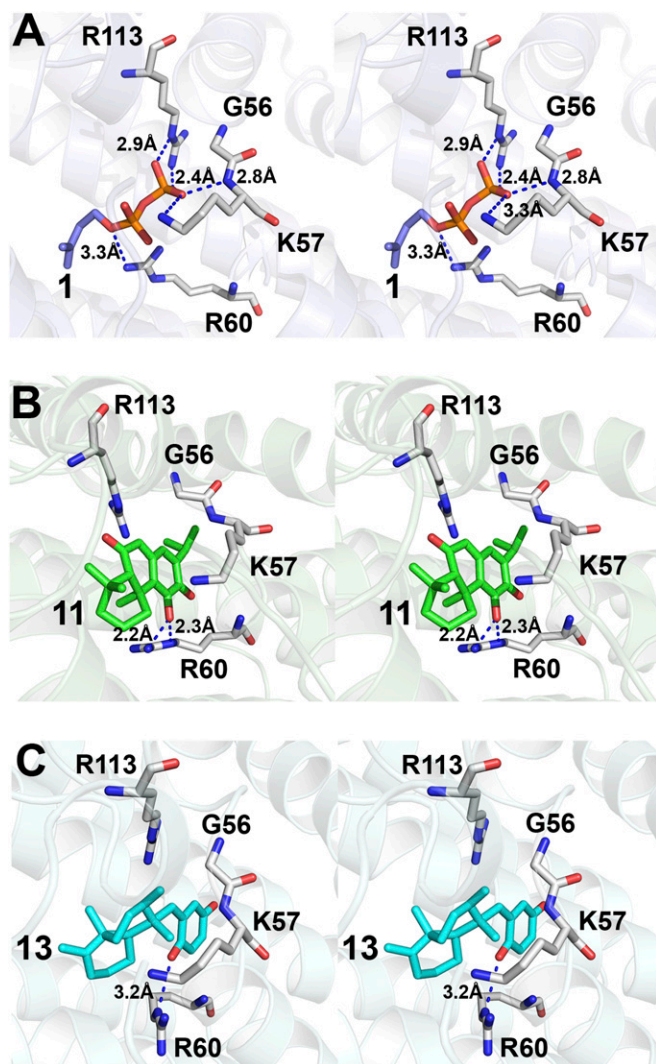 A
R113
G56
2.9Å
2.4Å
2.8Å
K57
3.3Å
1
R60
R113
G56
2.9Å
2.4Å
2.8Å
3.3Å
K57
3.3Å
1
R60
B
R113
G56
K57
11
2.2Å
2.3Å
R60
R113
G56
K57
11
2.2Å
2.3Å
R60
C
R113
G56
K57
13
3.2Å
R60
R113
G56
K57
13
3.2Å
R60